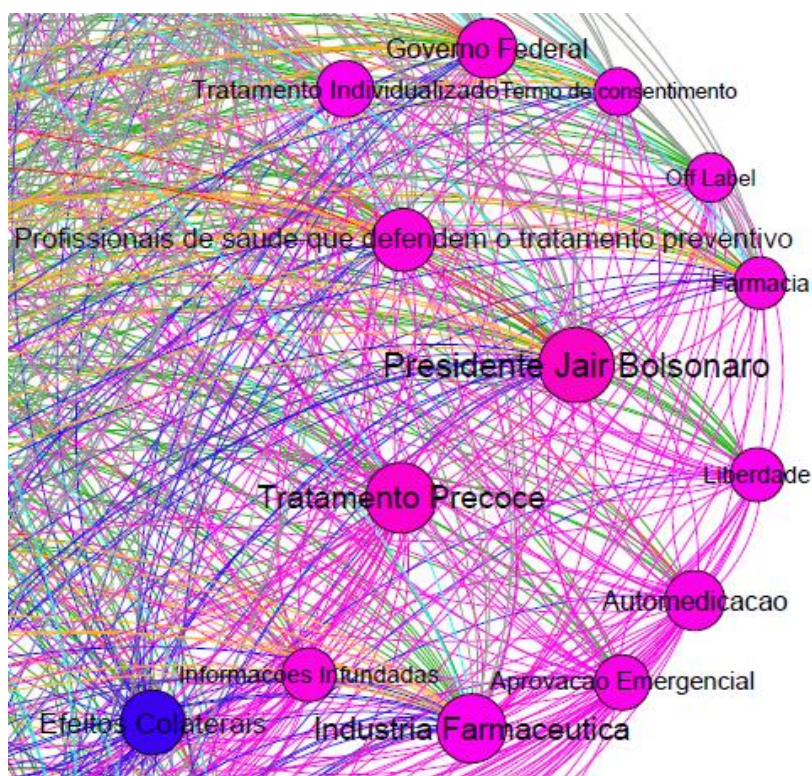 Governo Federal
Tratamento Individualizado
Termo de consentimento
Off Label
Profissionais de saude que defendem o tratamento preventivo
Farmacia
Presidente Jair Bolsonaro
Liberdade
Tratamento Precoce
Automedicacao
Informacoes Infundadas
Aprovacao Emergencial
Efeitos Colaterais
Industria Farmaceutica